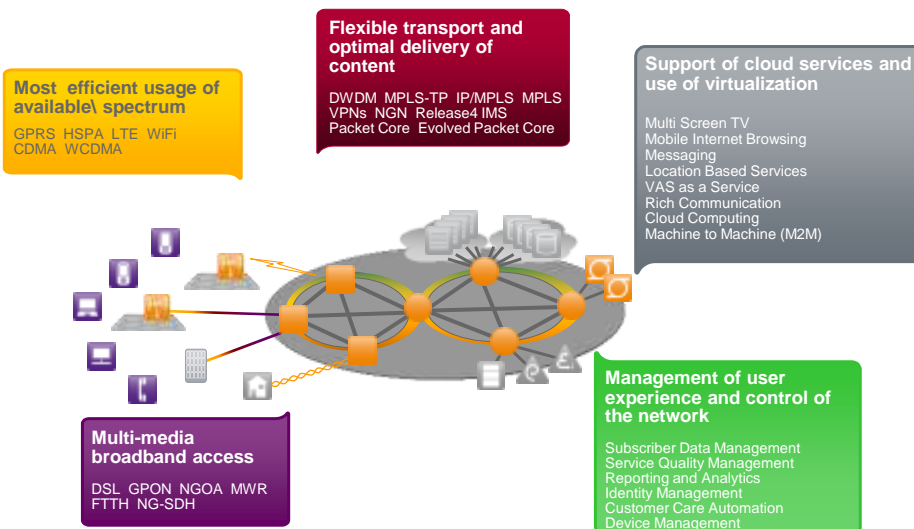 Flexible transport and
optimal delivery of
content
DWDM MPLS-TP IP/MPLS MPLS
VPNs NGN Release4 IMS
Packet Core Evolved Packet Core
Most efficient usage of
available\ spectrum
GPRS HSPA LTE WiFi
CDMA WCDMA
Support of cloud services and
use of virtualization
Multi Screen TV
Mobile Internet Browsing
Messaging
Location Based Services
VAS as a Service
Rich Communication
Cloud Computing
Machine to Machine (M2M)
Multi-media
broadband access
DSL GPON NGOA MWR
FTTH NG-SDH
Management of user
experience and control of
the network
Subscriber Data Management
Service Quality Management
Reporting and Analytics
Identity Management
Customer Care Automation
Device Management